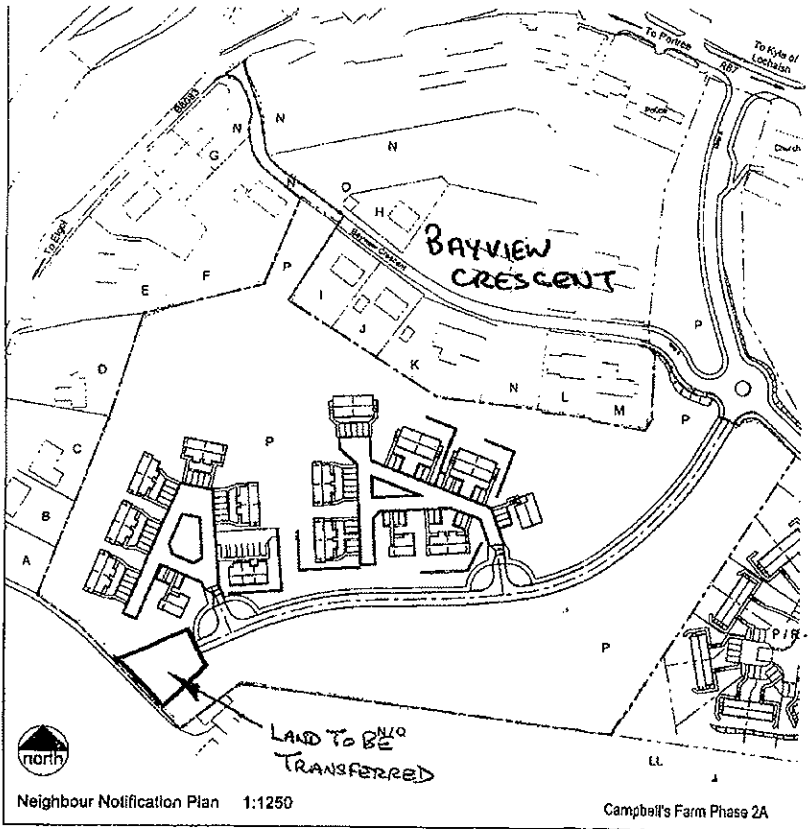 To Portree
To Kyle of
Lochalsh
A87
B8083
Police
Church
N
N
N
G
N
O
H
To Elgol
Bayview Crescent
BAYVIEW
CRESCENT
E
F
P
I
J
K
N
L
M
P
P
D
C
B
A
P
P
P / R
LAND TO BE
N/Q
TRANSFERRED
LL
north
Neighbour Notification Plan 1:1250
Campbell's Farm Phase 2A